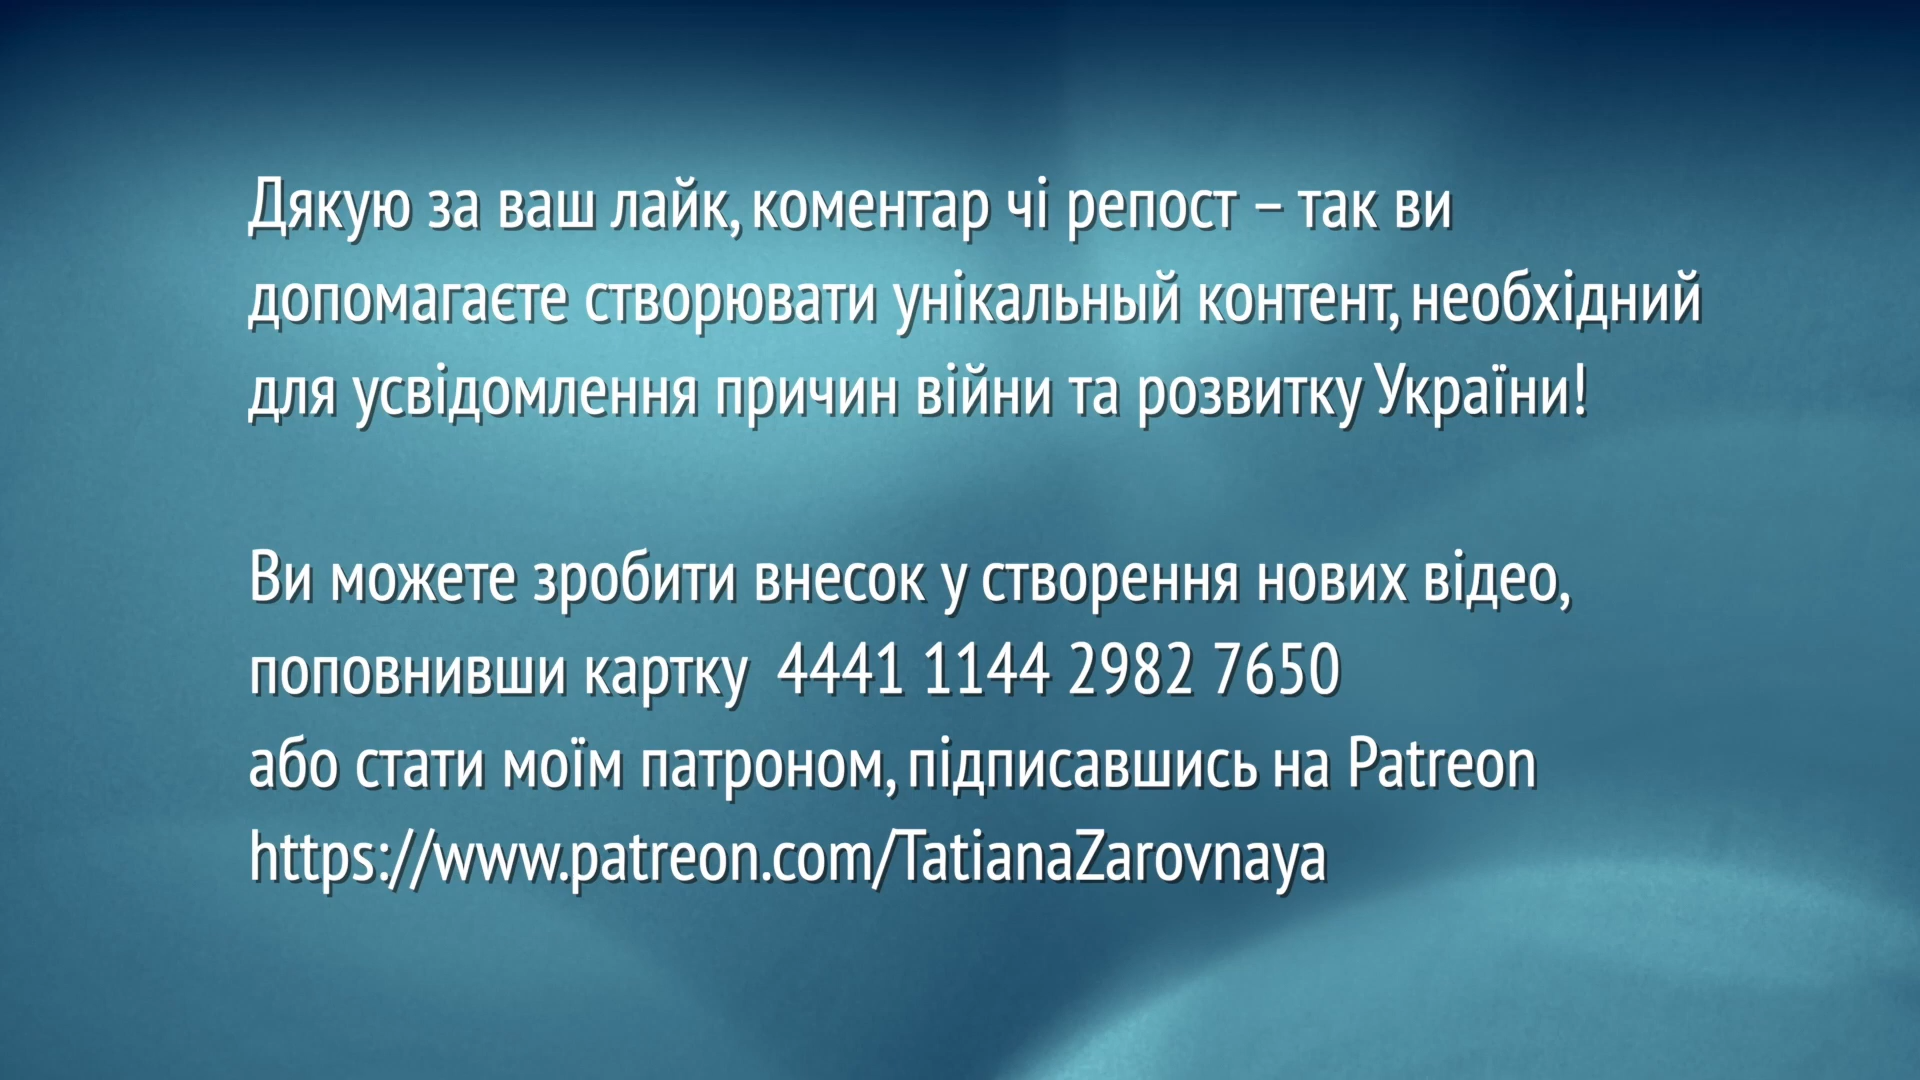 Дякую за ваш лайк, коментар чі репост – так ви
допомагаєте створювати унікальный контент, необхідний
для усвідомлення причин війни та розвитку України!
Ви можете зробити внесок у створення нових відео,
поповнивши картку 4441 1144 2982 7650
або стати моїм патроном, підписавшись на Patreon
https://www.patreon.com/TatianaZarovnaya